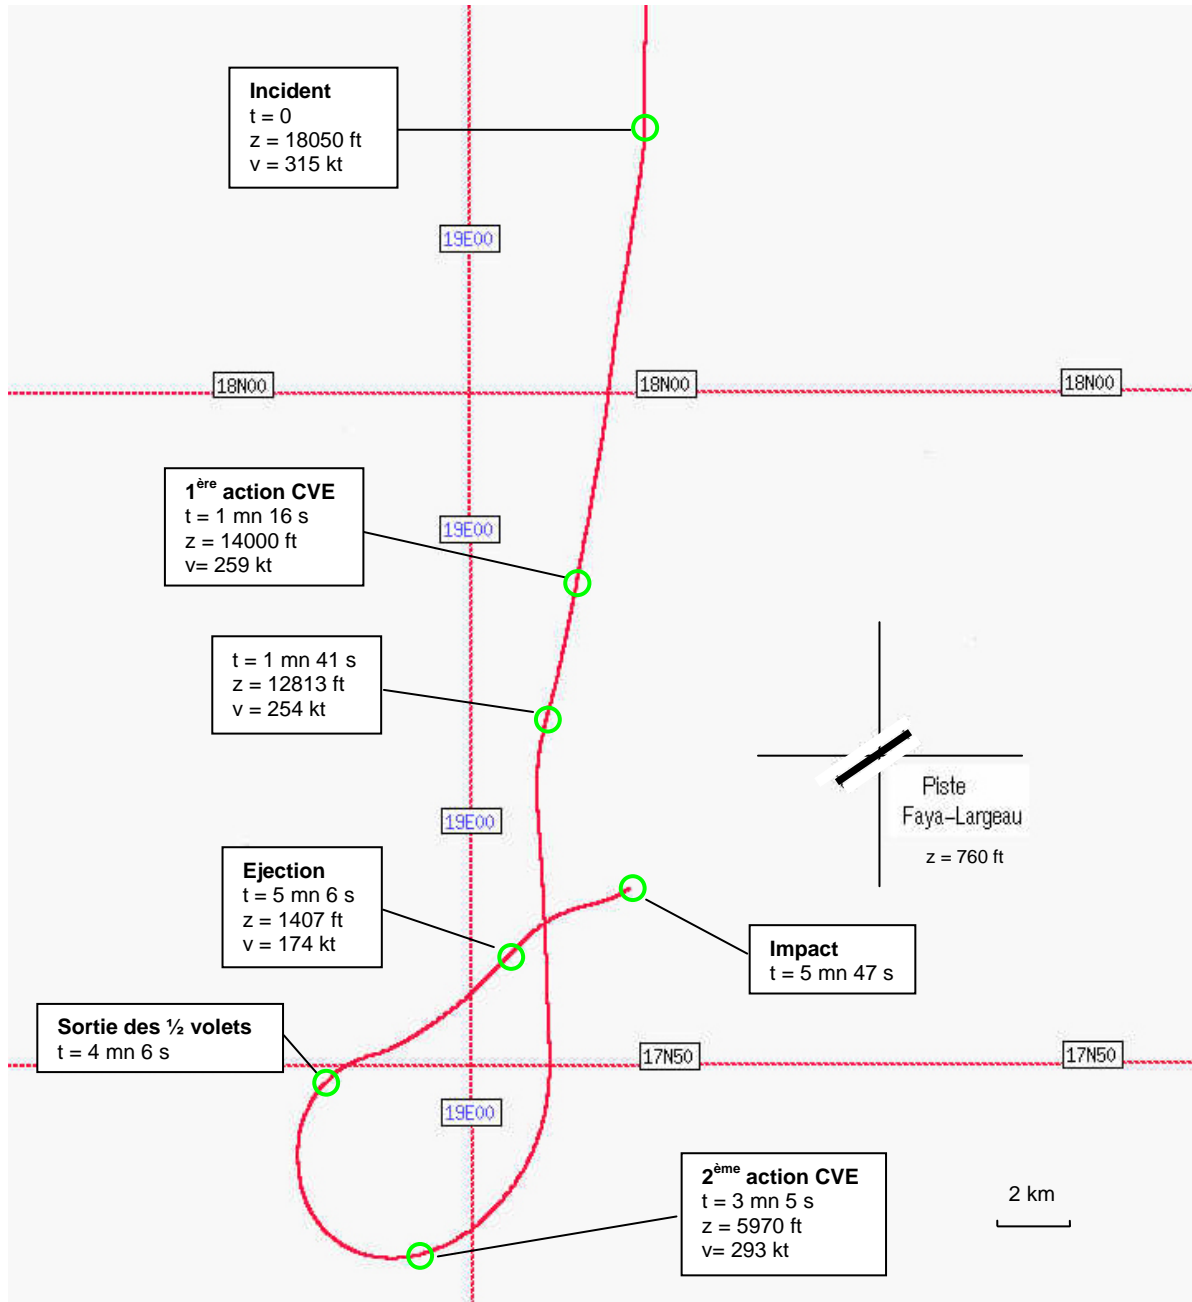 Incident
t = 0
z = 18050 ft
v = 315 kt
19E00
18N00
18N00
18N00
1ère action CVE
t = 1 mn 16 s
z = 14000 ft
v= 259 kt
19E00
t = 1 mn 41 s
z = 12813 ft
v = 254 kt
Piste
Faya-Largeau
z = 760 ft
19E00
Ejection
t = 5 mn 6 s
z = 1407 ft
v = 174 kt
Impact
t = 5 mn 47 s
Sortie des ½ volets
t = 4 mn 6 s
17N50
17N50
19E00
2ème action CVE
t = 3 mn 5 s
z = 5970 ft
v= 293 kt
2 km